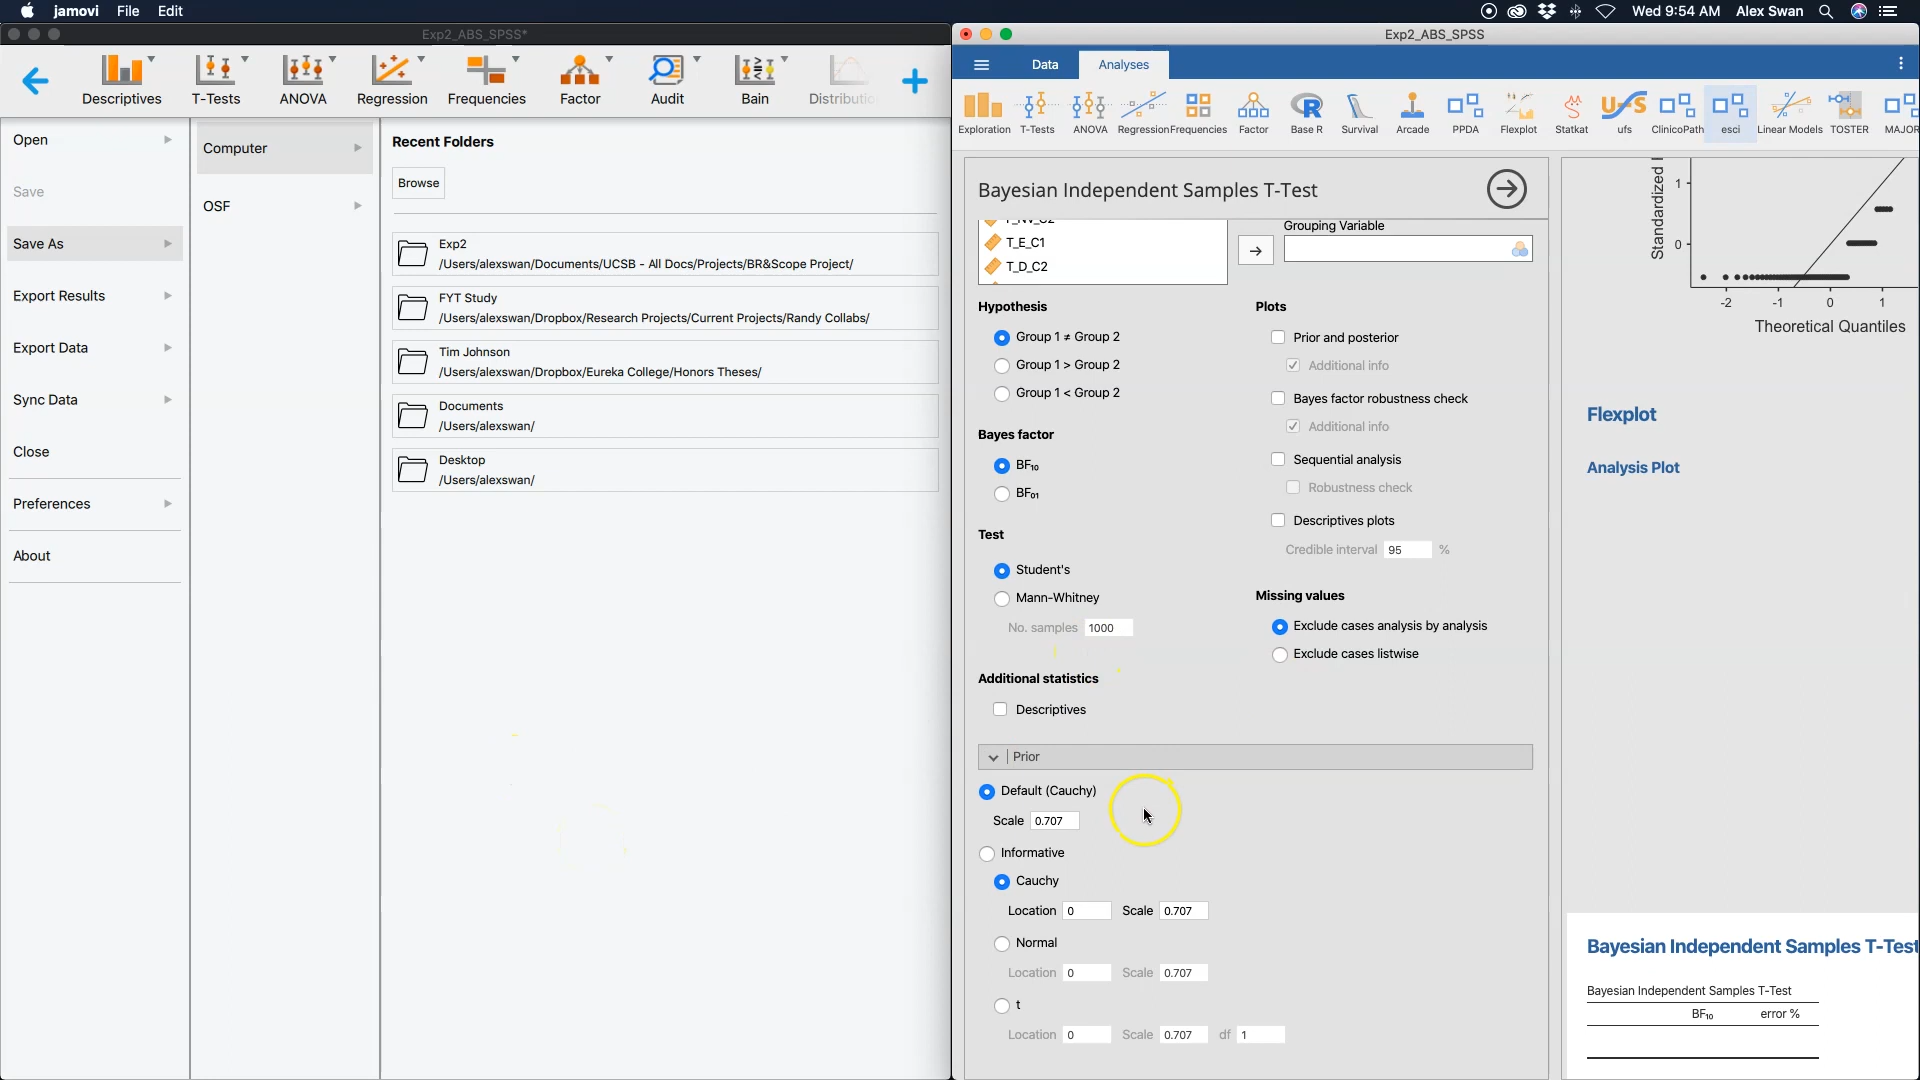 jamovi File Edit
Wed 9:54 AM Alex Swan
Exp2_ABS_SPSS*
Descriptives T-Tests ANOVA Regression Frequencies Factor Audit Bain
Open
Save
Save As
Export Results
Export Data
Sync Data
Close
Preferences
About
Computer
OSF
Recent Folders
Browse
Exp2
/Users/alexswan/Documents/UCSB - All Docs/Projects/BR&Scope Project/
FYT Study
/Users/alexswan/Dropbox/Research Projects/Current Projects/Randy Collabs/
Tim Johnson
/Users/alexswan/Dropbox/Eureka College/Honors Theses/
Documents
/Users/alexswan/
Desktop
/Users/alexswan/
Exp2_ABS_SPSS
Data Analyses
Exploration T-Tests ANOVA Regression Frequencies Factor Base R Survival Arcade PPDA Flexplot Statkat ufs ClinicoPath esci Linear Models TOSTER MAJOR
Bayesian Independent Samples T-Test
T_NV_C2
T_E_C1
T_D_C2
Grouping Variable
Hypothesis
Group 1 ≠ Group 2
Group 1 > Group 2
Group 1 < Group 2
Bayes factor
BF₁₀
BF₀₁
Test
Student's
Mann-Whitney
No. samples 1000
Additional statistics
Descriptives
Plots
Prior and posterior
Additional info
Bayes factor robustness check
Additional info
Sequential analysis
Robustness check
Descriptives plots
Credible interval 95 %
Missing values
Exclude cases analysis by analysis
Exclude cases listwise
Prior
Default (Cauchy)
Scale 0.707
Informative
Cauchy
Location 0 Scale 0.707
Normal
Location 0 Scale 0.707
t
Location 0 Scale 0.707 df 1
Standardized
1
0
-2 -1 0 1
Theoretical Quantiles
Flexplot
Analysis Plot
Bayesian Independent Samples T-Test
Bayesian Independent Samples T-Test
BF₁₀ error %